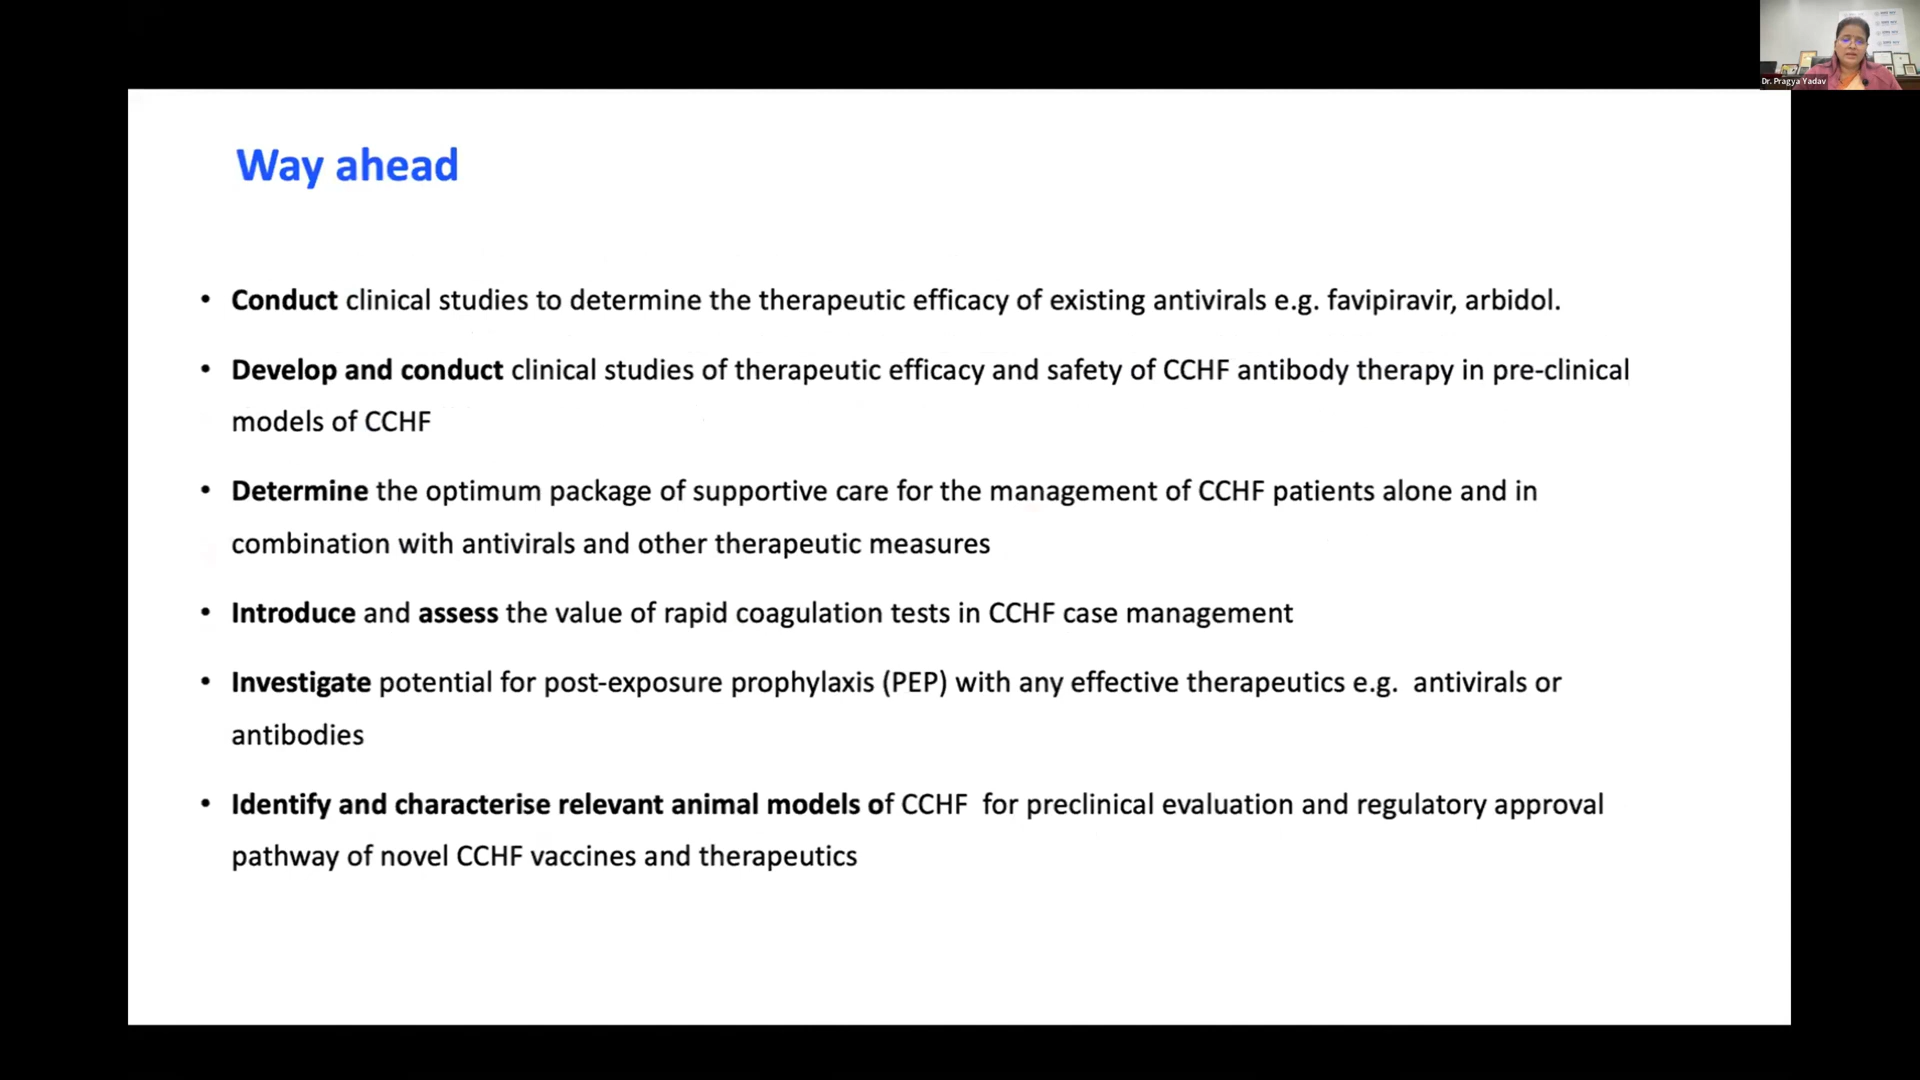 Dr. Pragya Yadav
Way ahead
• Conduct clinical studies to determine the therapeutic efficacy of existing antivirals e.g. favipiravir, arbidol.
• Develop and conduct clinical studies of therapeutic efficacy and safety of CCHF antibody therapy in pre-clinical
models of CCHF
• Determine the optimum package of supportive care for the management of CCHF patients alone and in
combination with antivirals and other therapeutic measures
• Introduce and assess the value of rapid coagulation tests in CCHF case management
• Investigate potential for post-exposure prophylaxis (PEP) with any effective therapeutics e.g. antivirals or
antibodies
• Identify and characterise relevant animal models of CCHF for preclinical evaluation and regulatory approval
pathway of novel CCHF vaccines and therapeutics